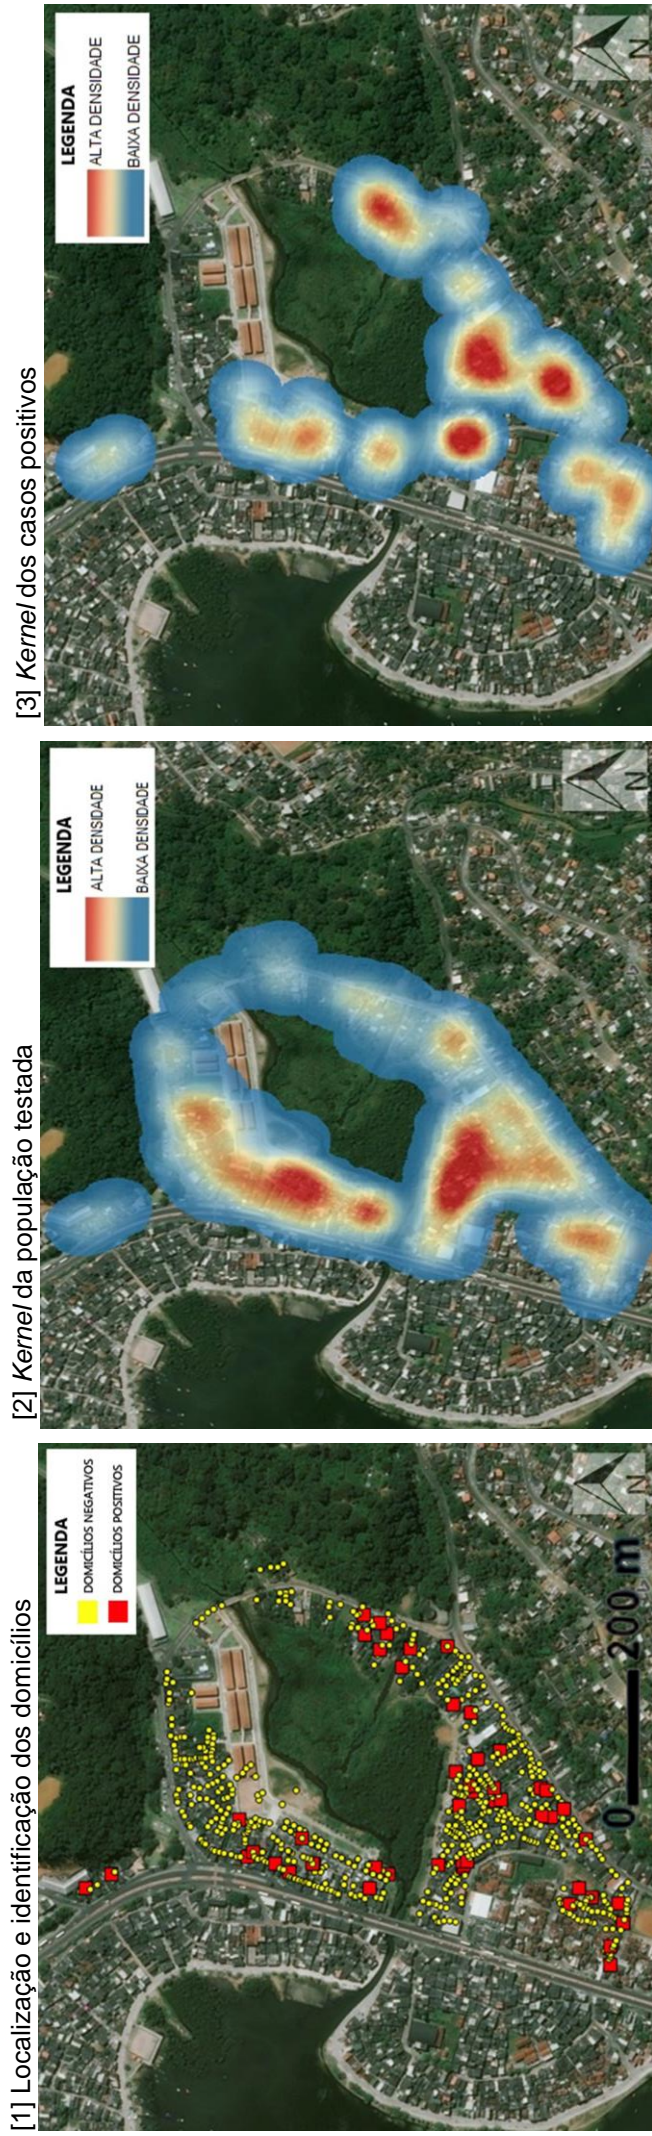 [1] Localização e identificação dos domicílios
LEGENDA
DOMICÍLIOS NEGATIVOS
DOMICÍLIOS POSITIVOS
0 200 m
N
[2] Kernel da população testada
LEGENDA
ALTA DENSIDADE
BAIXA DENSIDADE
N
[3] Kernel dos casos positivos
LEGENDA
ALTA DENSIDADE
BAIXA DENSIDADE
N